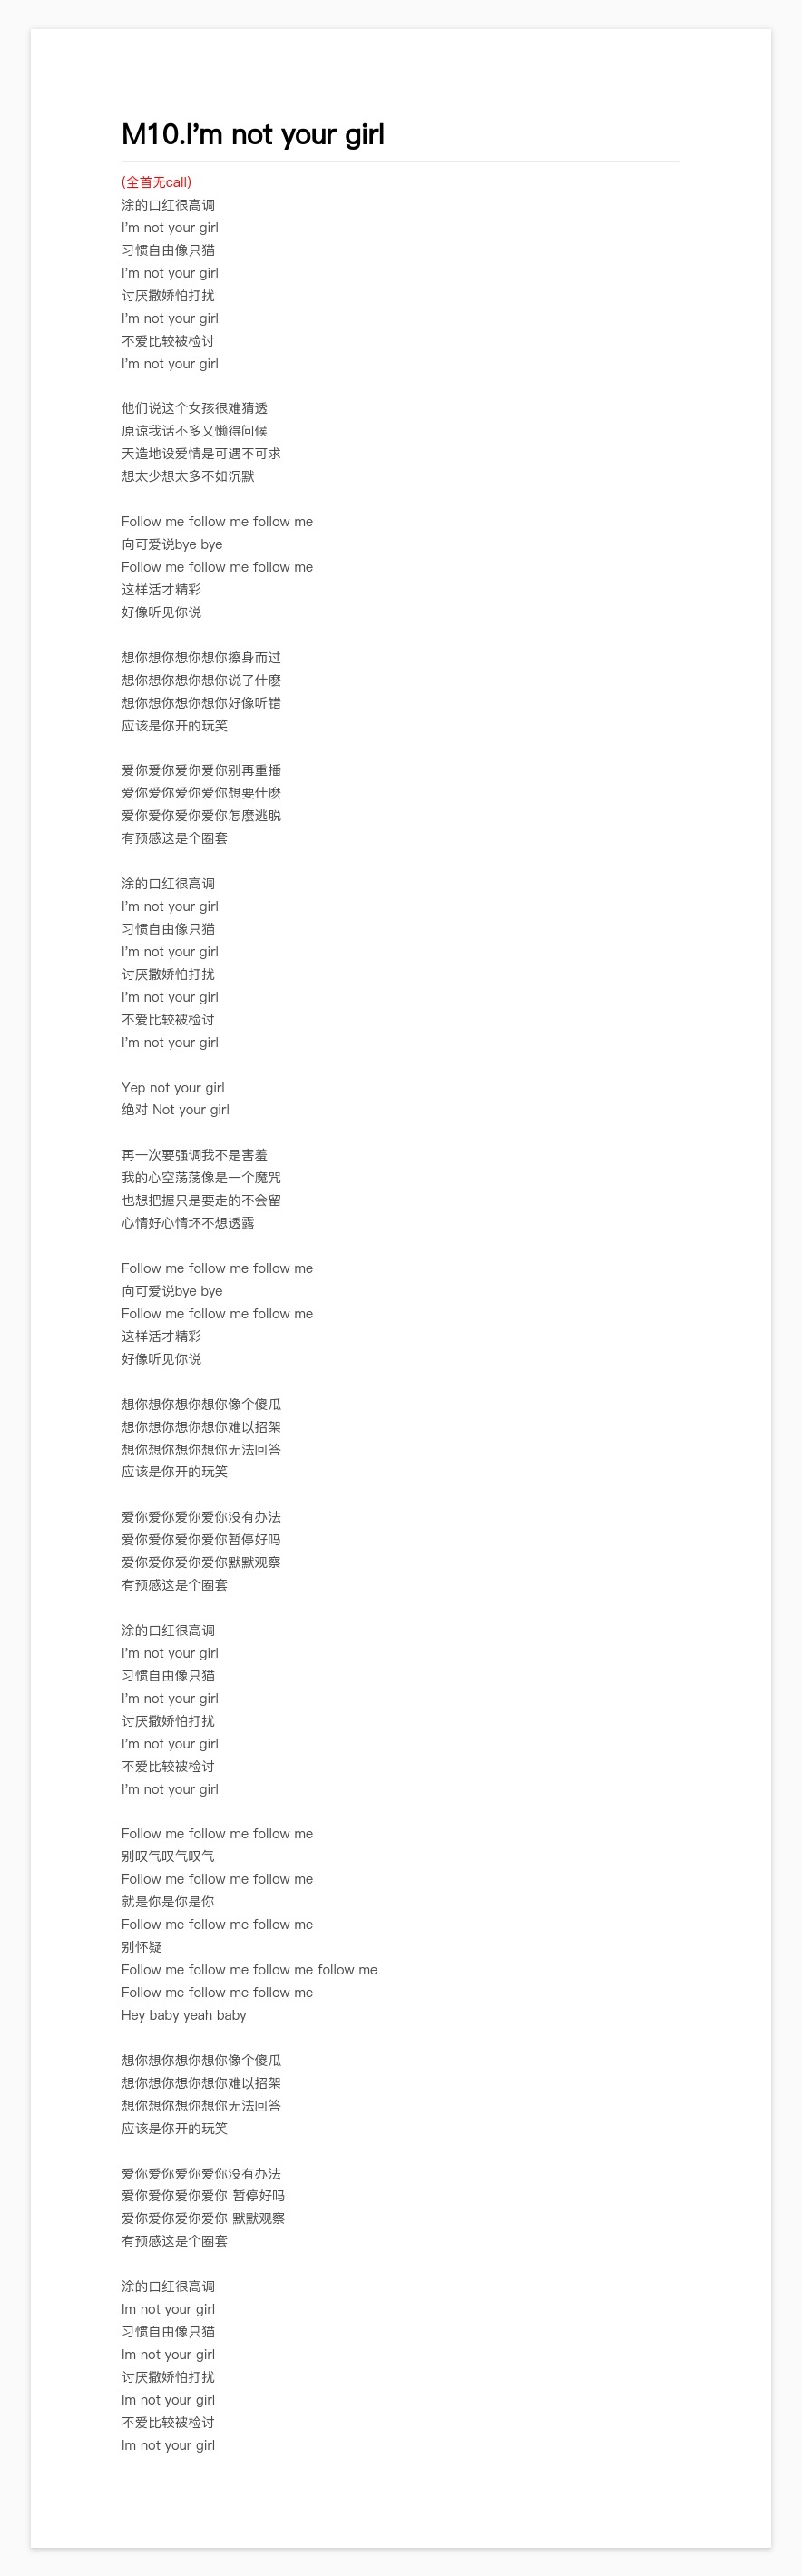 M10.I'm not your girl
(全首无call)
涂的口红很高调
I'm not your girl
习惯自由像只猫
I'm not your girl
讨厌撒娇怕打扰
I'm not your girl
不爱比较被检讨
I'm not your girl
他们说这个女孩很难猜透
原谅我话不多又懒得问候
天造地设爱情是可遇不可求
想太少想太多不如沉默
Follow me follow me follow me
向可爱说bye bye
Follow me follow me follow me
这样活才精彩
好像听见你说
想你想你想你想你擦身而过
想你想你想你想你说了什麽
想你想你想你想你好像听错
应该是你开的玩笑
爱你爱你爱你爱你别再重播
爱你爱你爱你爱你想要什麽
爱你爱你爱你爱你怎麽逃脱
有预感这是个圈套
涂的口红很高调
I'm not your girl
习惯自由像只猫
I'm not your girl
讨厌撒娇怕打扰
I'm not your girl
不爱比较被检讨
I'm not your girl
Yep not your girl
绝对 Not your girl
再一次要强调我不是害羞
我的心空荡荡像是一个魔咒
也想把握只是要走的不会留
心情好心情坏不想透露
Follow me follow me follow me
向可爱说bye bye
Follow me follow me follow me
这样活才精彩
好像听见你说
想你想你想你想你像个傻瓜
想你想你想你想你难以招架
想你想你想你想你无法回答
应该是你开的玩笑
爱你爱你爱你爱你没有办法
爱你爱你爱你爱你暂停好吗
爱你爱你爱你爱你默默观察
有预感这是个圈套
涂的口红很高调
I'm not your girl
习惯自由像只猫
I'm not your girl
讨厌撒娇怕打扰
I'm not your girl
不爱比较被检讨
I'm not your girl
Follow me follow me follow me
别叹气叹气叹气
Follow me follow me follow me
就是你是你是你
Follow me follow me follow me
别怀疑
Follow me follow me follow me follow me
Follow me follow me follow me
Hey baby yeah baby
想你想你想你想你像个傻瓜
想你想你想你想你难以招架
想你想你想你想你无法回答
应该是你开的玩笑
爱你爱你爱你爱你没有办法
爱你爱你爱你爱你 暂停好吗
爱你爱你爱你爱你 默默观察
有预感这是个圈套
涂的口红很高调
Im not your girl
习惯自由像只猫
Im not your girl
讨厌撒娇怕打扰
Im not your girl
不爱比较被检讨
Im not your girl